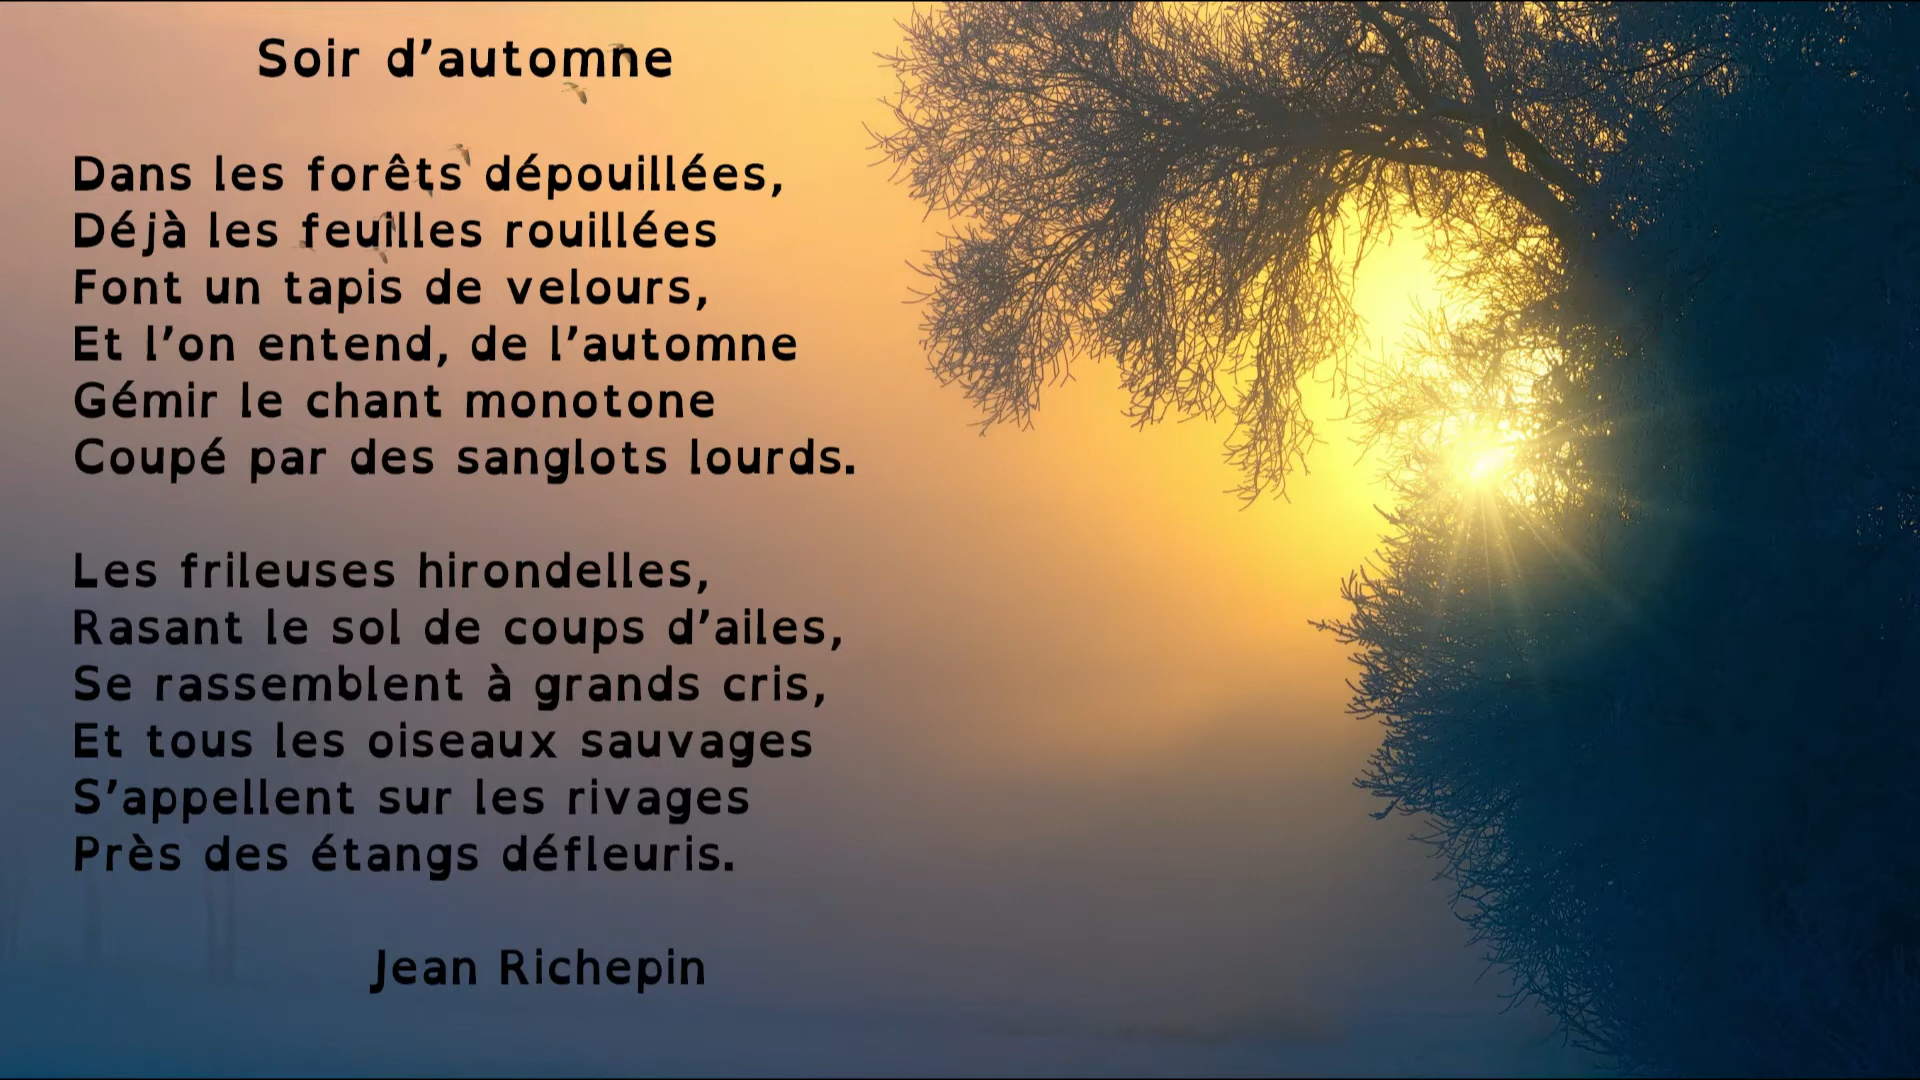 Soir d’automne
Dans les forêts dépouillées,
Déjà les feuilles rouillées
Font un tapis de velours,
Et l’on entend, de l’automne
Gémir le chant monotone
Coupé par des sanglots lourds.
Les frileuses hirondelles,
Rasant le sol de coups d’ailes,
Se rassemblent à grands cris,
Et tous les oiseaux sauvages
S’appellent sur les rivages
Près des étangs défleuris.
Jean Richepin